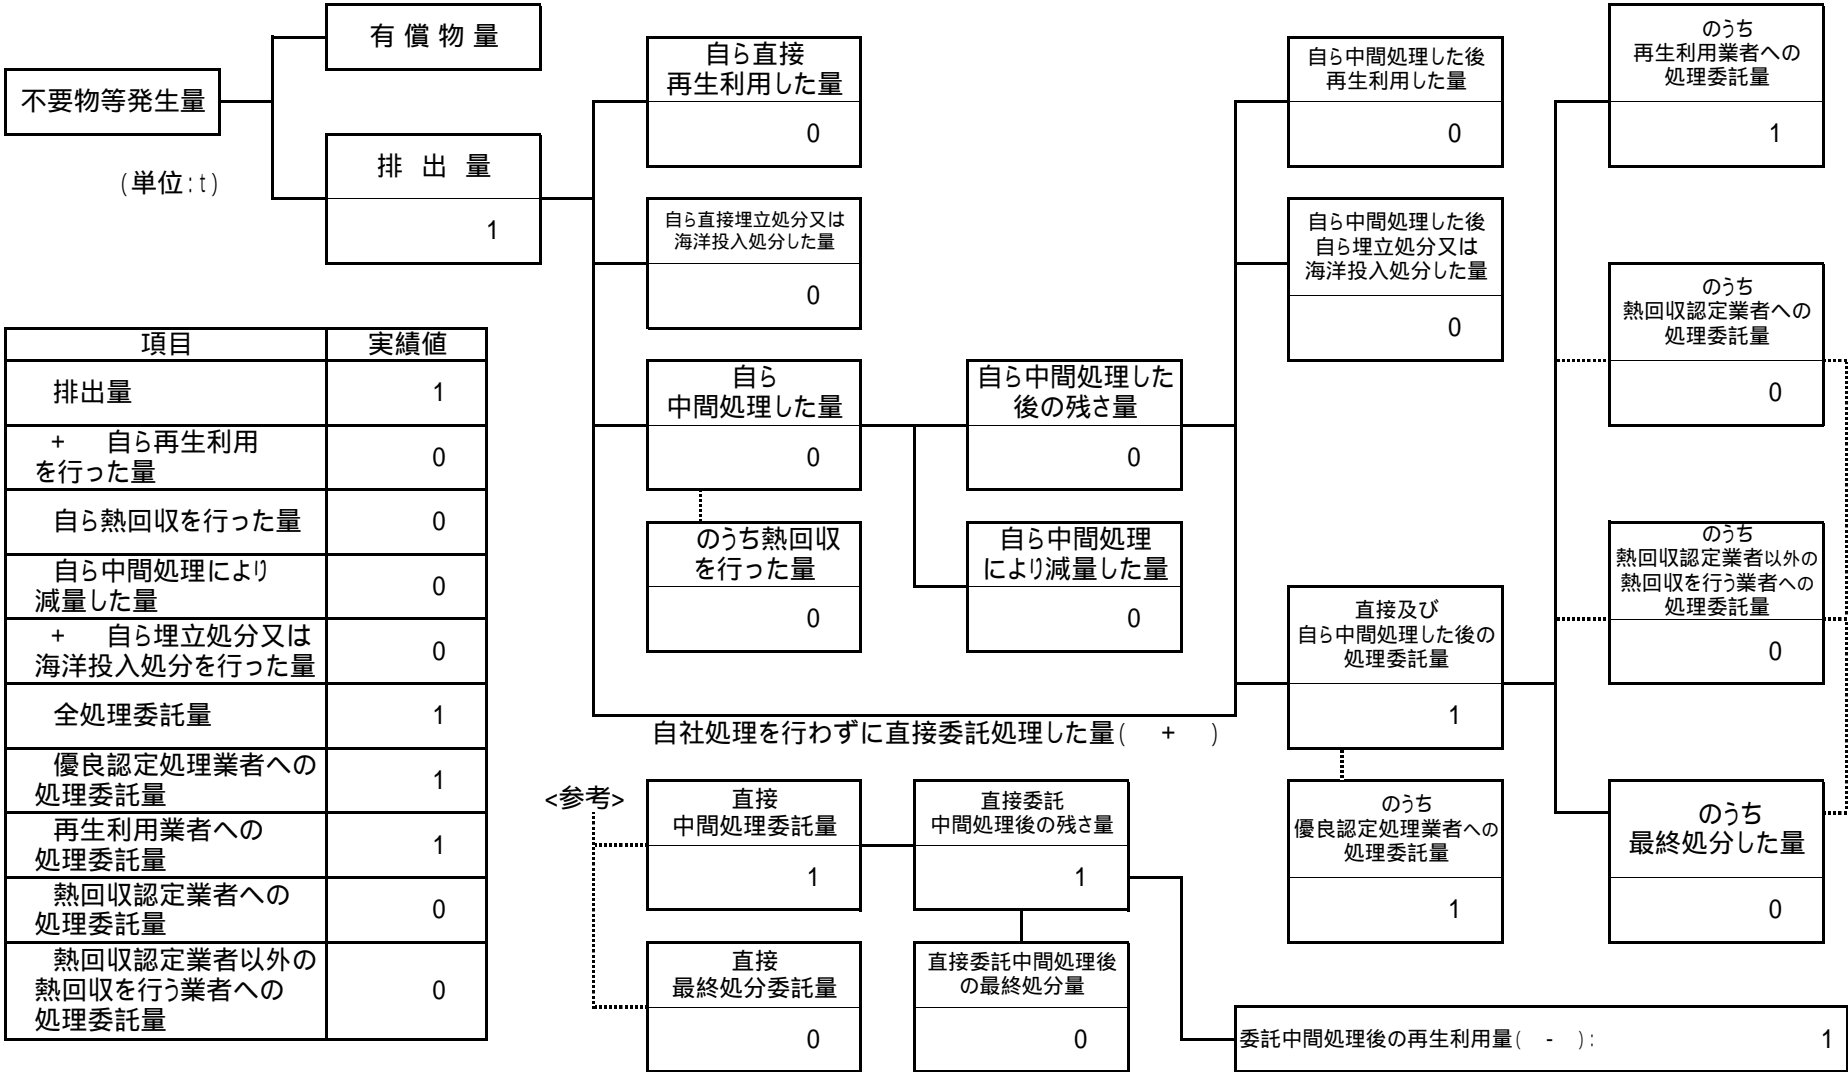 不要物等発生量
(単位:t)
有 償 物 量
排 出 量
1
自ら直接
再生利用した量
0
自ら直接埋立処分又は
海洋投入処分した量
0
自ら
中間処理した量
0
のうち熱回収
を行った量
0
自ら中間処理した
後の残さ量
0
自ら中間処理
により減量した量
0
自ら中間処理した後
再生利用した量
0
自ら中間処理した後
自ら埋立処分又は
海洋投入処分した量
0
直接及び
自ら中間処理した後の
処理委託量
1
のうち
優良認定処理業者への
処理委託量
1
のうち
再生利用業者への
処理委託量
1
のうち
熱回収認定業者への
処理委託量
0
のうち
熱回収認定業者以外の
熱回収を行う業者への
処理委託量
0
のうち
最終処分した量
0
自社処理を行わずに直接委託処理した量( + )
<参考>
直接
中間処理委託量
1
直接委託
中間処理後の残さ量
1
直接
最終処分委託量
0
直接委託中間処理後
の最終処分量
0
委託中間処理後の再生利用量( - ): 1
項目 実績値
排出量 1
+ 自ら再生利用
を行った量 0
自ら熱回収を行った量 0
自ら中間処理により
減量した量 0
+ 自ら埋立処分又は
海洋投入処分を行った量 0
全処理委託量 1
優良認定処理業者への
処理委託量 1
再生利用業者への
処理委託量 1
熱回収認定業者への
処理委託量 0
熱回収認定業者以外の
熱回収を行う業者への 0
処理委託量